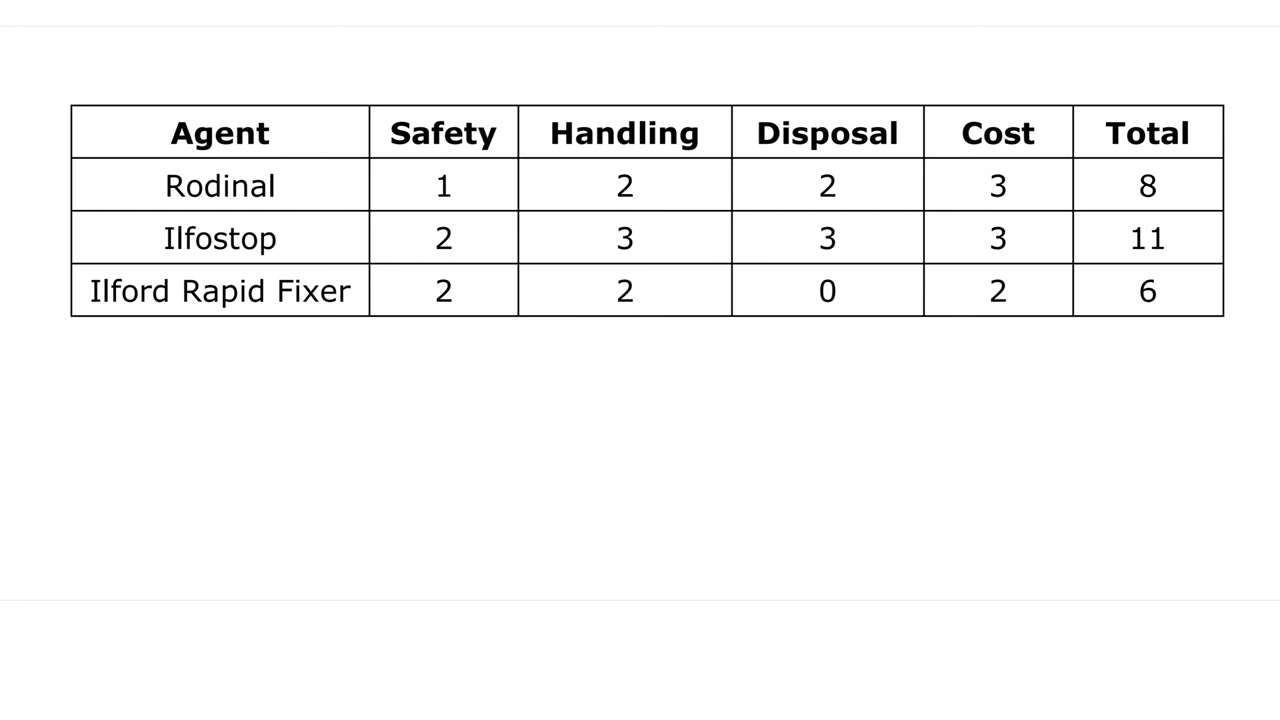 Agent Safety Handling Disposal Cost Total
Rodinal 1 2 2 3 8
Ilfostop 2 3 3 3 11
Ilford Rapid Fixer 2 2 0 2 6